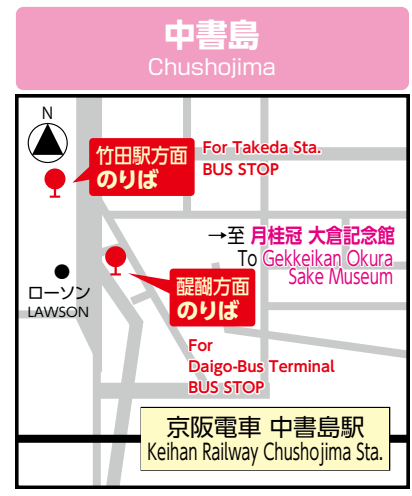 中書島
Chushojima
N
竹田駅方面
のりば
For Takeda Sta.
BUS STOP
→至 月桂冠 大倉記念館
To Gekkeikan Okura
Sake Museum
ローソン
LAWSON
醍醐方面
のりば
For
Daigo-Bus Terminal
BUS STOP
京阪電車 中書島駅
Keihan Railway Chushojima Sta.